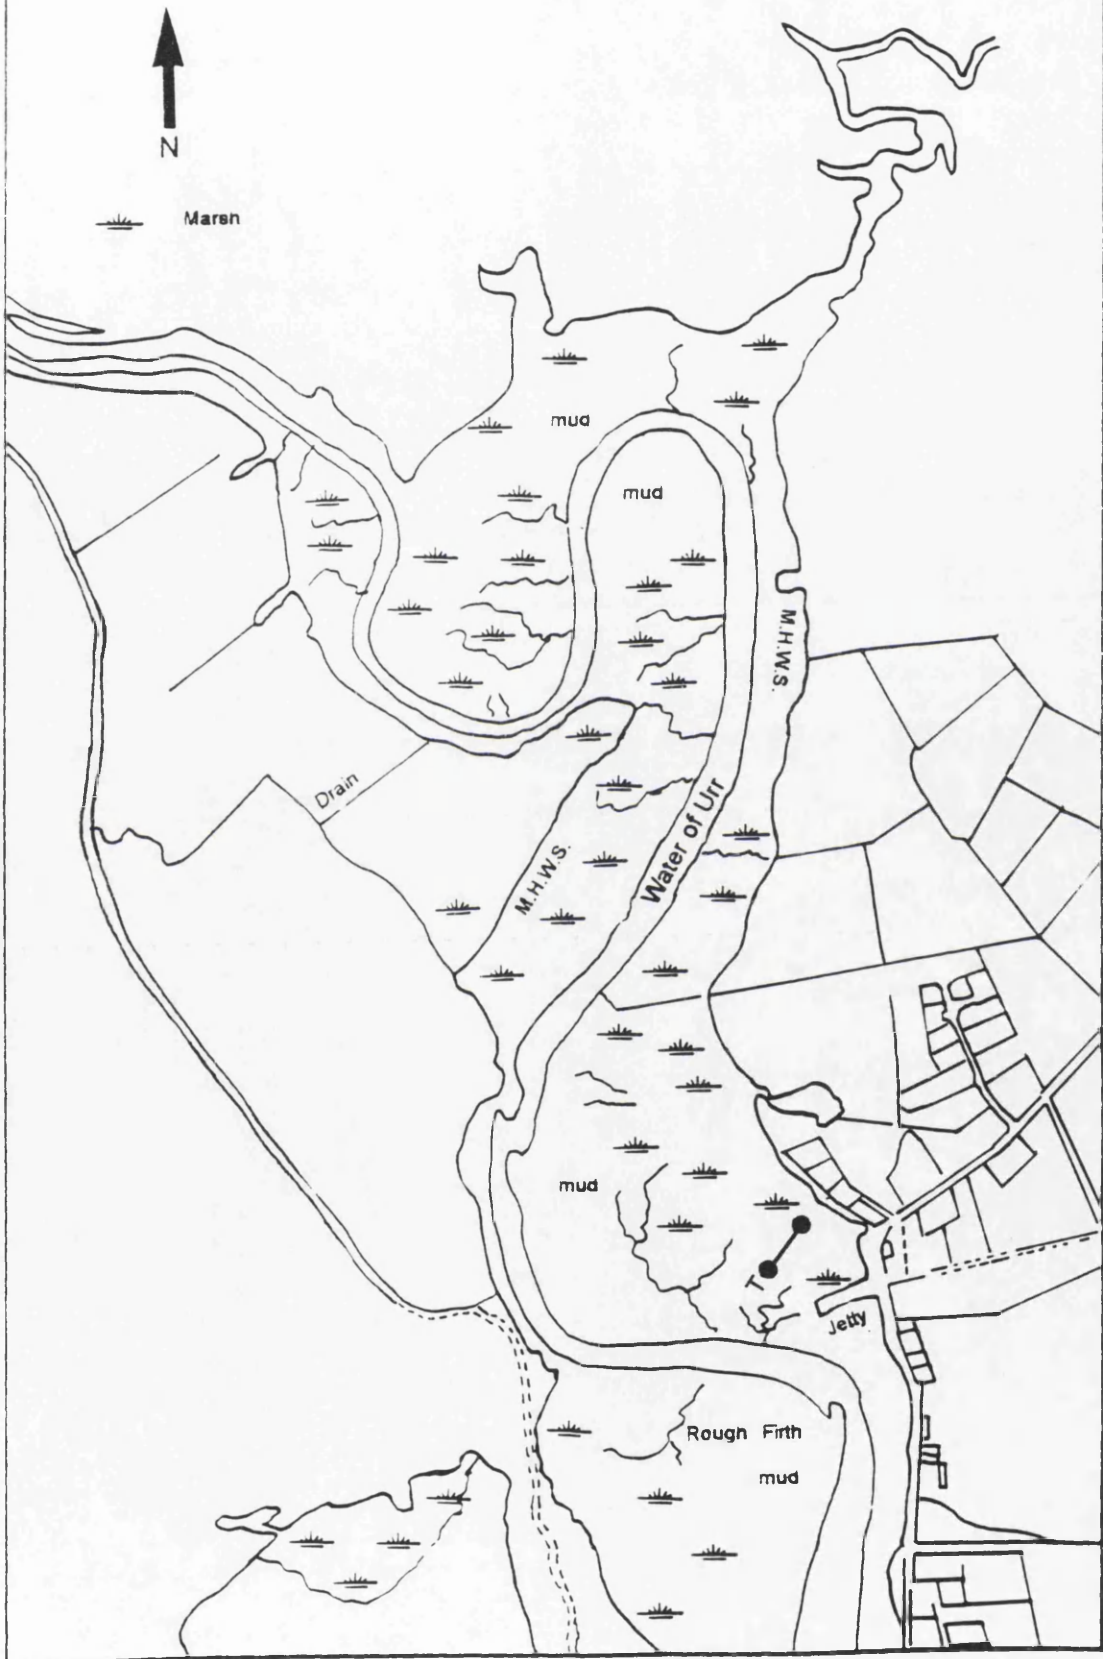 N
Marsh
mud
mud
M.H.W.S.
Drain
Water of Urr
M.H.W.S.
mud
T
Jetty
Rough Firth
mud